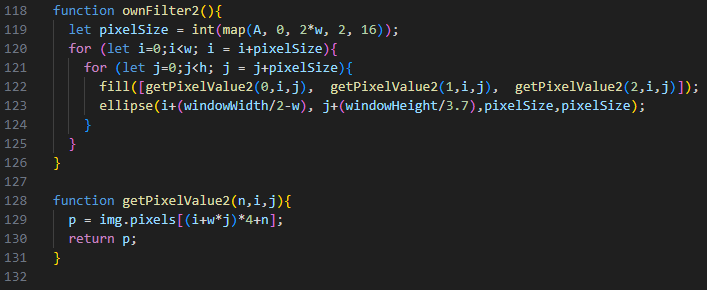 118 function ownFilter2(){
119 let pixelSize = int(map(A, 0, 2*w, 2, 16));
120 for (let i=0;i<w; i = i+pixelSize){
121 for (let j=0;j<h; j = j+pixelSize){
122 fill([getPixelValue2(0,i,j),  getPixelValue2(1,i,j),  getPixelValue2(2,i,j)]);
123 ellipse(i+(windowWidth/2-w), j+(windowHeight/3.7),pixelSize,pixelSize);
124 }
125 }
126 }
127
128 function getPixelValue2(n,i,j){
129 p = img.pixels[(i+w*j)*4+n];
130 return p;
131 }
132